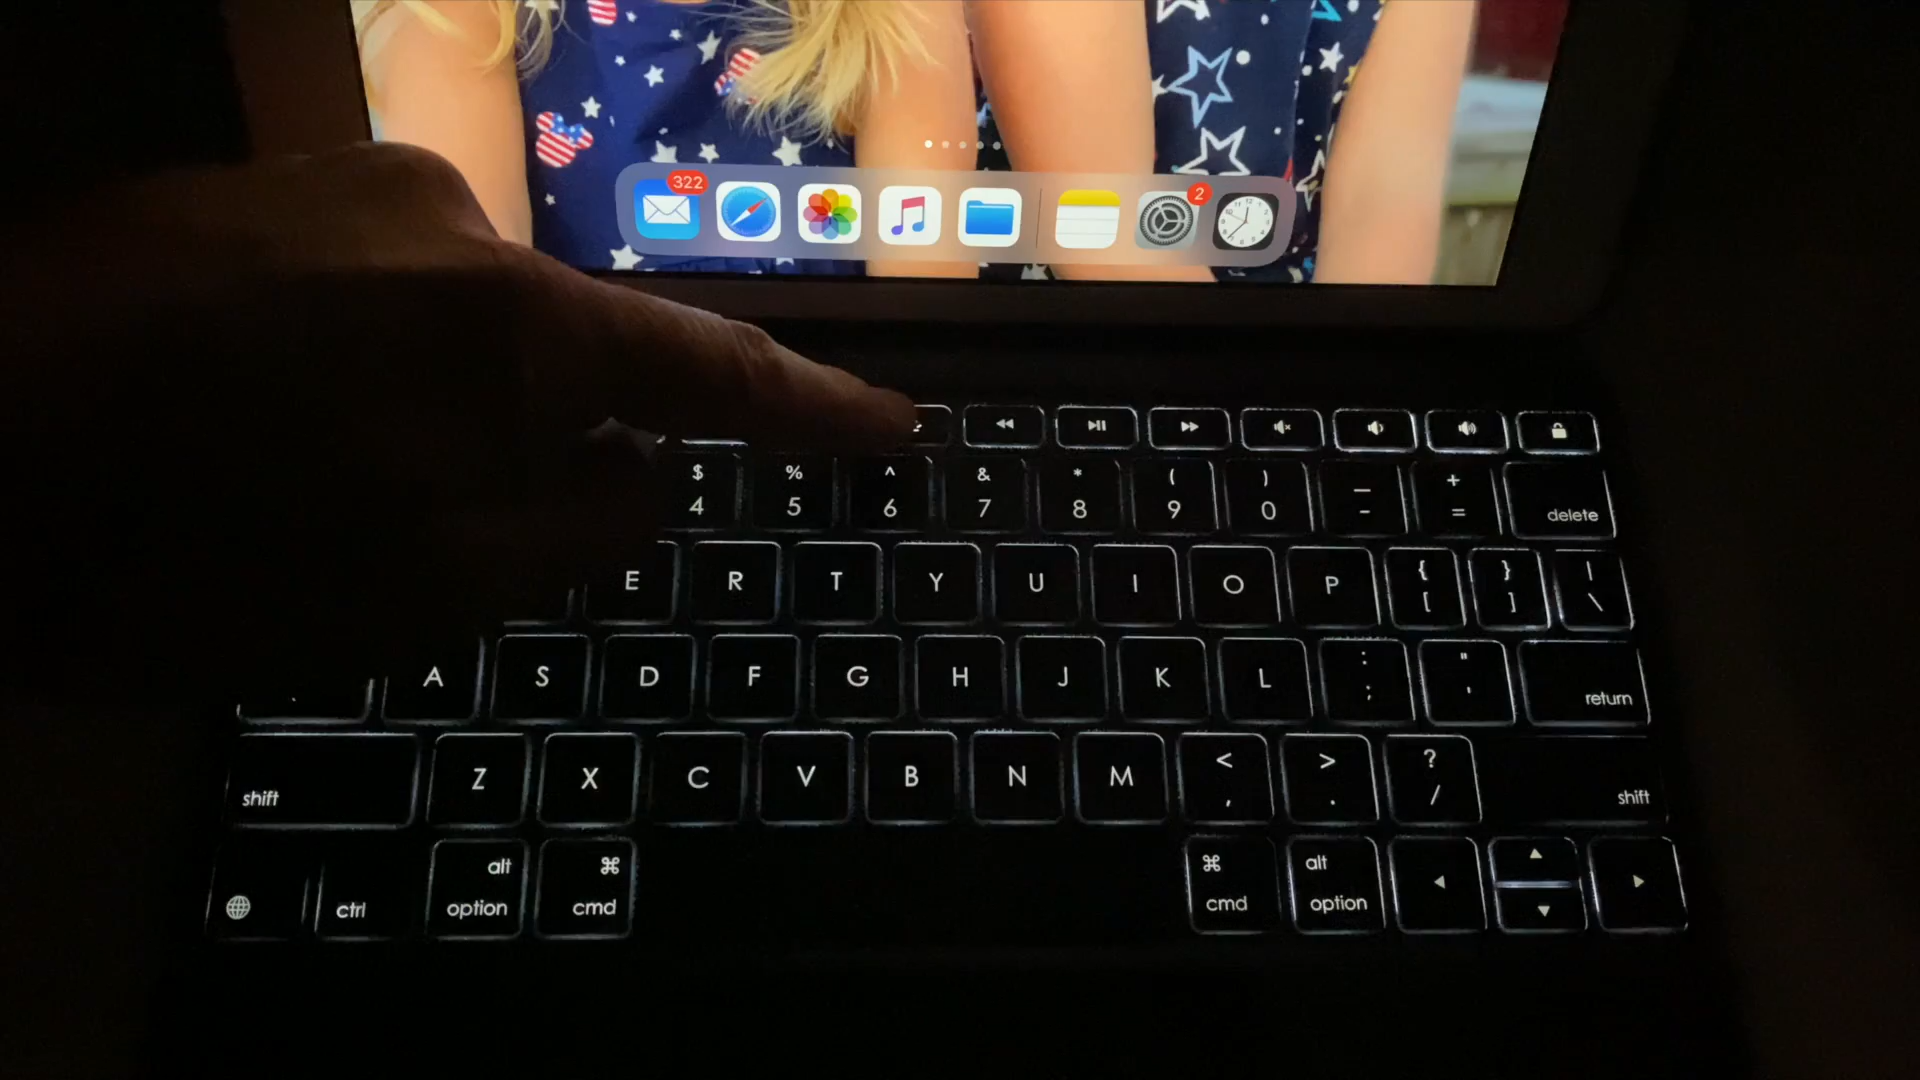 322
2
$ % ^ & * ( ) _ +
4 5 6 7 8 9 0 - = delete
E R T Y U I O P { } |
[ ] \
A S D F G H J K L : "
; ' return
Z X C V B N M < > ?
shift , . / shift
alt ⌘ ⌘ alt
ctrl option cmd cmd option